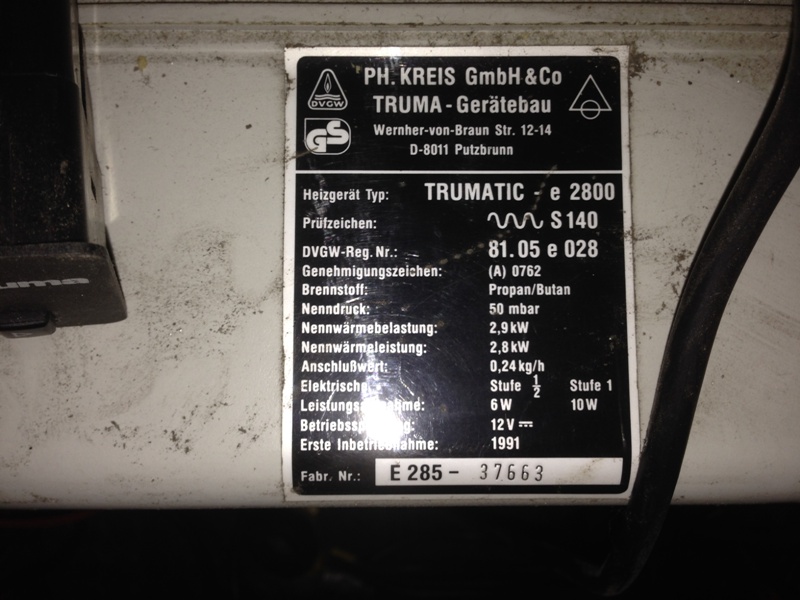 DVGW
GS
PH. KREIS GmbH & Co
TRUMA - Gerätebau
Wernher-von-Braun Str. 12-14
D-8011 Putzbrunn
Heizgerät Typ: TRUMATIC - e 2800
Prüfzeichen: S 140
DVGW-Reg. Nr.: 81.05 e 028
Genehmigungszeichen: (A) 0762
Brennstoff: Propan/Butan
Nenndruck: 50 mbar
Nennwärmebelastung: 2,9 kW
Nennwärmeleistung: 2,8 kW
Anschlußwert: 0,24 kg/h
Elektrische Stufe 1/2 Stufe 1
6 W 10 W
12 V
Erste 1991
Fabr. Nr.: E 285 - 37663